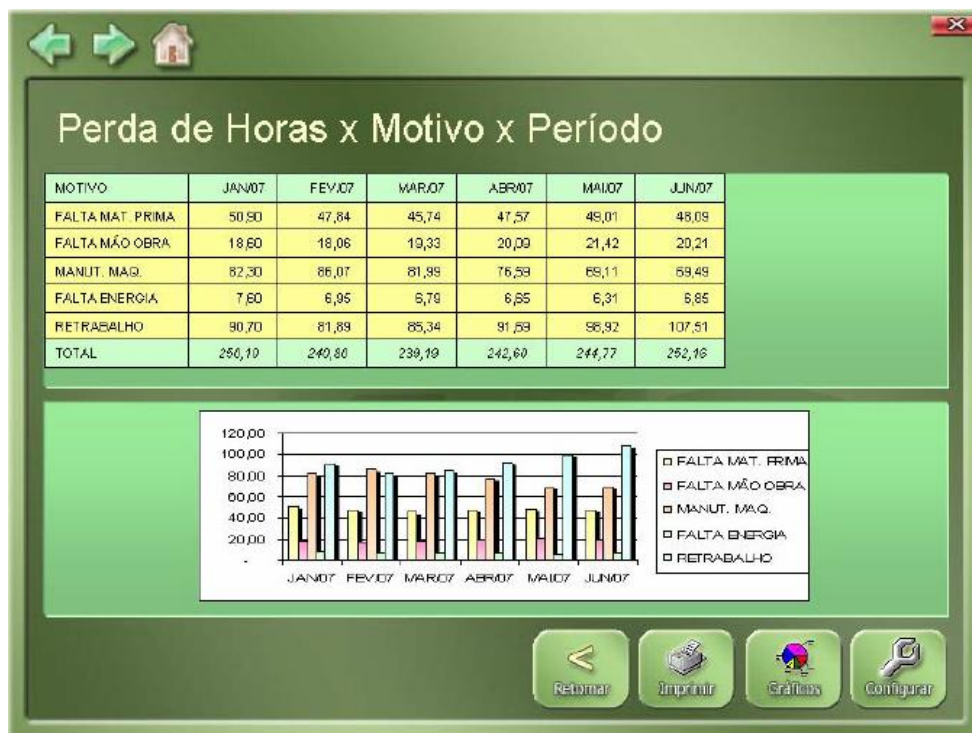 Perda de Horas x Motivo x Período
MOTIVO JAN/07 FEV/07 MAR/07 ABR/07 MAI/07 JUN/07
FALTA MAT. PRIMA 50,90 47,84 45,74 47,57 49,01 48,09
FALTA MÃO OBRA 18,60 18,06 19,33 20,09 21,42 20,21
MANUT. MAQ. 82,30 86,07 81,99 76,59 69,11 69,49
FALTA ENERGIA 7,60 6,95 6,79 6,65 6,31 6,85
RETRABALHO 90,70 81,89 85,34 91,69 98,92 107,51
TOTAL 250,10 240,80 239,19 242,60 244,77 252,16
120,00
100,00
80,00
60,00
40,00
20,00
-
JAN/07 FEV/07 MAR/07 ABR/07 MAI/07 JUN/07
FALTA MAT. PRIMA
FALTA MÃO OBRA
MANUT. MAQ.
FALTA ENERGIA
RETRABALHO
< 
Retornar Imprimir Gráficos Configurar